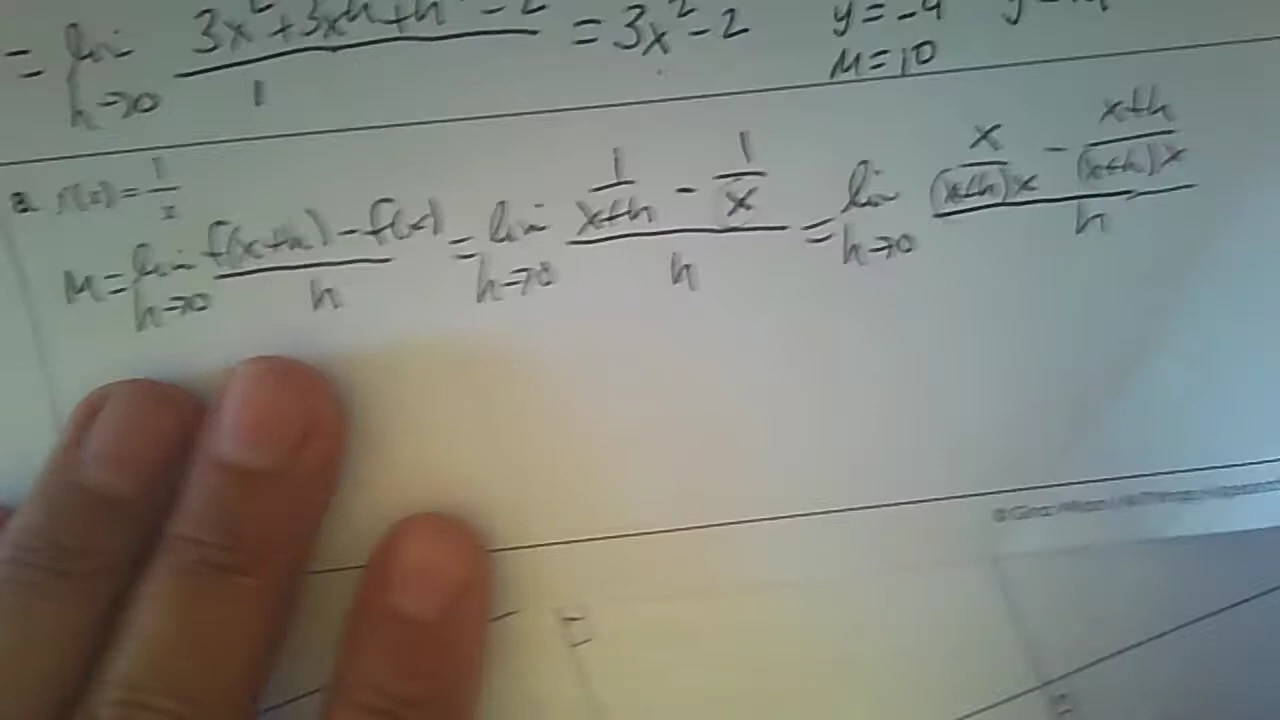 = lim h→0 (3x² + 3xh + h² - 2)/1 = 3x² - 2
y = -4
M = 10
f(x) = 1/x
M = lim h→0 (f(x+h) - f(x))/h = lim h→0 (1/(x+h) - 1/x)/h = lim h→0 (x/((x+h)x) - (x+h)/((x+h)x))/h